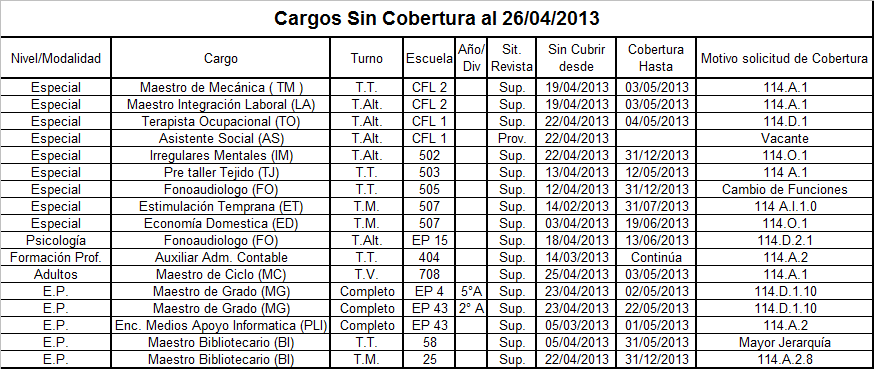 Cargos Sin Cobertura al 26/04/2013
Nivel/Modalidad Cargo Turno Escuela Año/ Div Sit. Revista Sin Cubrir desde Cobertura Hasta Motivo solicitud de Cobertura
Especial Maestro de Mecánica ( TM ) T.T. CFL 2 Sup. 19/04/2013 03/05/2013 114.A.1
Especial Maestro Integración Laboral (LA) T.Alt. CFL 2 Sup. 19/04/2013 03/05/2013 114.A.1
Especial Terapista Ocupacional (TO) T.Alt. CFL 1 Sup. 22/04/2013 04/05/2013 114.D.1
Especial Asistente Social (AS) T.Alt. CFL 1 Prov. 22/04/2013 Vacante
Especial Irregulares Mentales (IM) T.Alt. 502 Sup. 22/04/2013 31/12/2013 114.O.1
Especial Pre taller Tejido (TJ) T.T. 503 Sup. 13/04/2013 12/05/2013 114 A.1
Especial Fonoaudiologo (FO) T.T. 505 Sup. 12/04/2013 31/12/2013 Cambio de Funciones
Especial Estimulación Temprana (ET) T.M. 507 Sup. 14/02/2013 31/07/2013 114 A.I.1.0
Especial Economía Domestica (ED) T.M. 507 Sup. 03/04/2013 19/06/2013 114.O.1
Psicología Fonoaudiologo (FO) T.Alt. EP 15 Sup. 18/04/2013 13/06/2013 114.D.2.1
Formación Prof. Auxiliar Adm. Contable T.T. 404 Sup. 14/03/2013 Continúa 114.A.2
Adultos Maestro de Ciclo (MC) T.V. 708 Sup. 25/04/2013 03/05/2013 114.A.1
E.P. Maestro de Grado (MG) Completo EP 4 5°A Sup. 23/04/2013 02/05/2013 114.D.1.10
E.P. Maestro de Grado (MG) Completo EP 43 2° A Sup. 23/04/2013 22/05/2013 114.D.1.10
E.P. Enc. Medios Apoyo Informatica (PLI) Completo EP 43 Sup. 05/03/2013 01/05/2013 114.A.2
E.P. Maestro Bibliotecario (BI) T.T. 58 Sup. 05/04/2013 31/05/2013 Mayor Jerarquía
E.P. Maestro Bibliotecario (BI) T.M. 25 Sup. 22/04/2013 31/12/2013 114.A.2.8